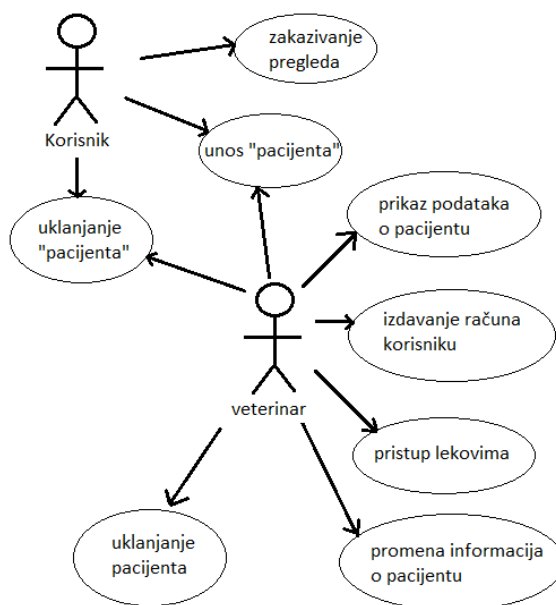 zakazivanje
pregleda
Korisnik
unos "pacijenta"
uklanjanje
"pacijenta"
prikaz podataka
o pacijentu
izdavanje računa
korisniku
veterinar
pristup lekovima
uklanjanje
pacijenta
promena informacija
o pacijentu